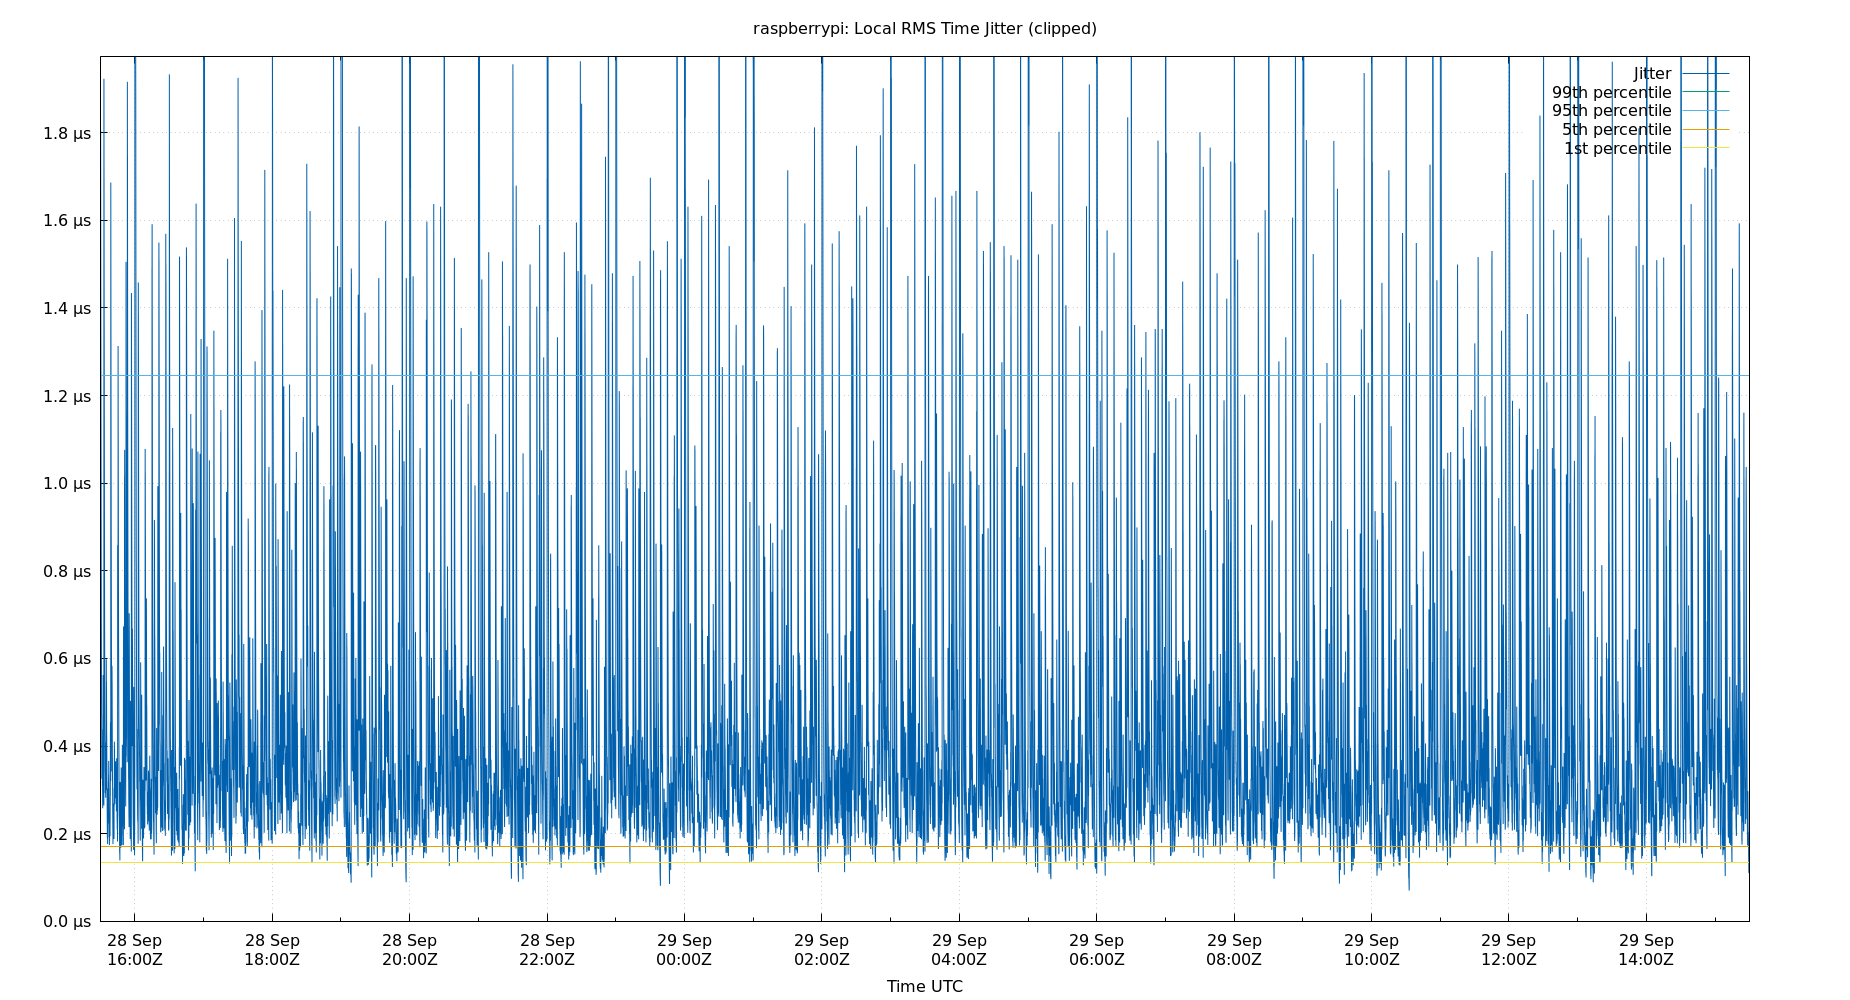 raspberrypi: Local RMS Time Jitter (clipped)
Jitter
99th percentile
95th percentile
5th percentile
1st percentile
1.8 μs
1.6 μs
1.4 μs
1.2 μs
1.0 μs
0.8 μs
0.6 μs
0.4 μs
0.2 μs
0.0 μs
28 Sep 28 Sep 28 Sep 28 Sep 29 Sep 29 Sep 29 Sep 29 Sep 29 Sep 29 Sep 29 Sep 29 Sep
16:00Z 18:00Z 20:00Z 22:00Z 00:00Z 02:00Z 04:00Z 06:00Z 08:00Z 10:00Z 12:00Z 14:00Z
Time UTC